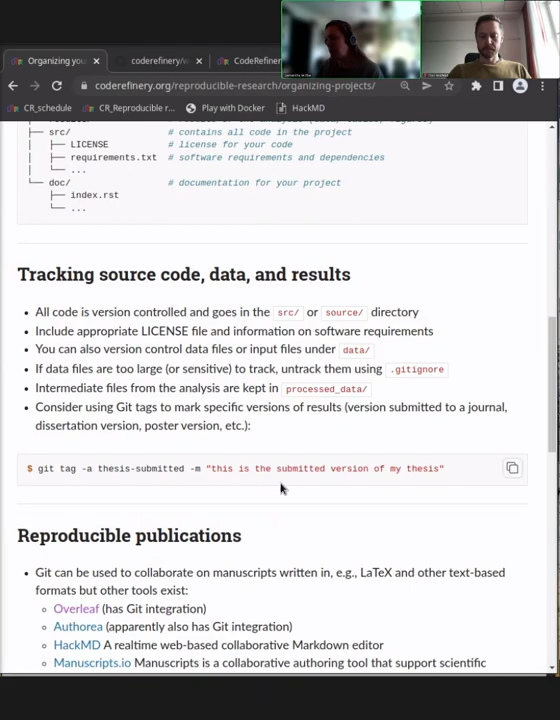 Organizing your
coderefinery/w
CodeRefiner
coderefinery.org/reproducible-research/organizing-projects/
CR_schedule
CR_Reproducible r...
Play with Docker
HackMD
├── src/ # contains all code in the project
│ ├── LICENSE # license for your code
│ ├── requirements.txt # software requirements and dependencies
│ └── ...
└── doc/ # documentation for your project
├── index.rst
└── ...
Tracking source code, data, and results
• All code is version controlled and goes in the src/ or source/ directory
• Include appropriate LICENSE file and information on software requirements
• You can also version control data files or input files under data/
• If data files are too large (or sensitive) to track, untrack them using .gitignore
• Intermediate files from the analysis are kept in processed_data/
• Consider using Git tags to mark specific versions of results (version submitted to a journal,
dissertation version, poster version, etc.):
$ git tag -a thesis-submitted -m "this is the submitted version of my thesis"
Reproducible publications
• Git can be used to collaborate on manuscripts written in, e.g., LaTeX and other text-based
formats but other tools exist:
◦ Overleaf (has Git integration)
◦ Authorea (apparently also has Git integration)
◦ HackMD A realtime web-based collaborative Markdown editor
◦ Manuscripts.io Manuscripts is a collaborative authoring tool that support scientific